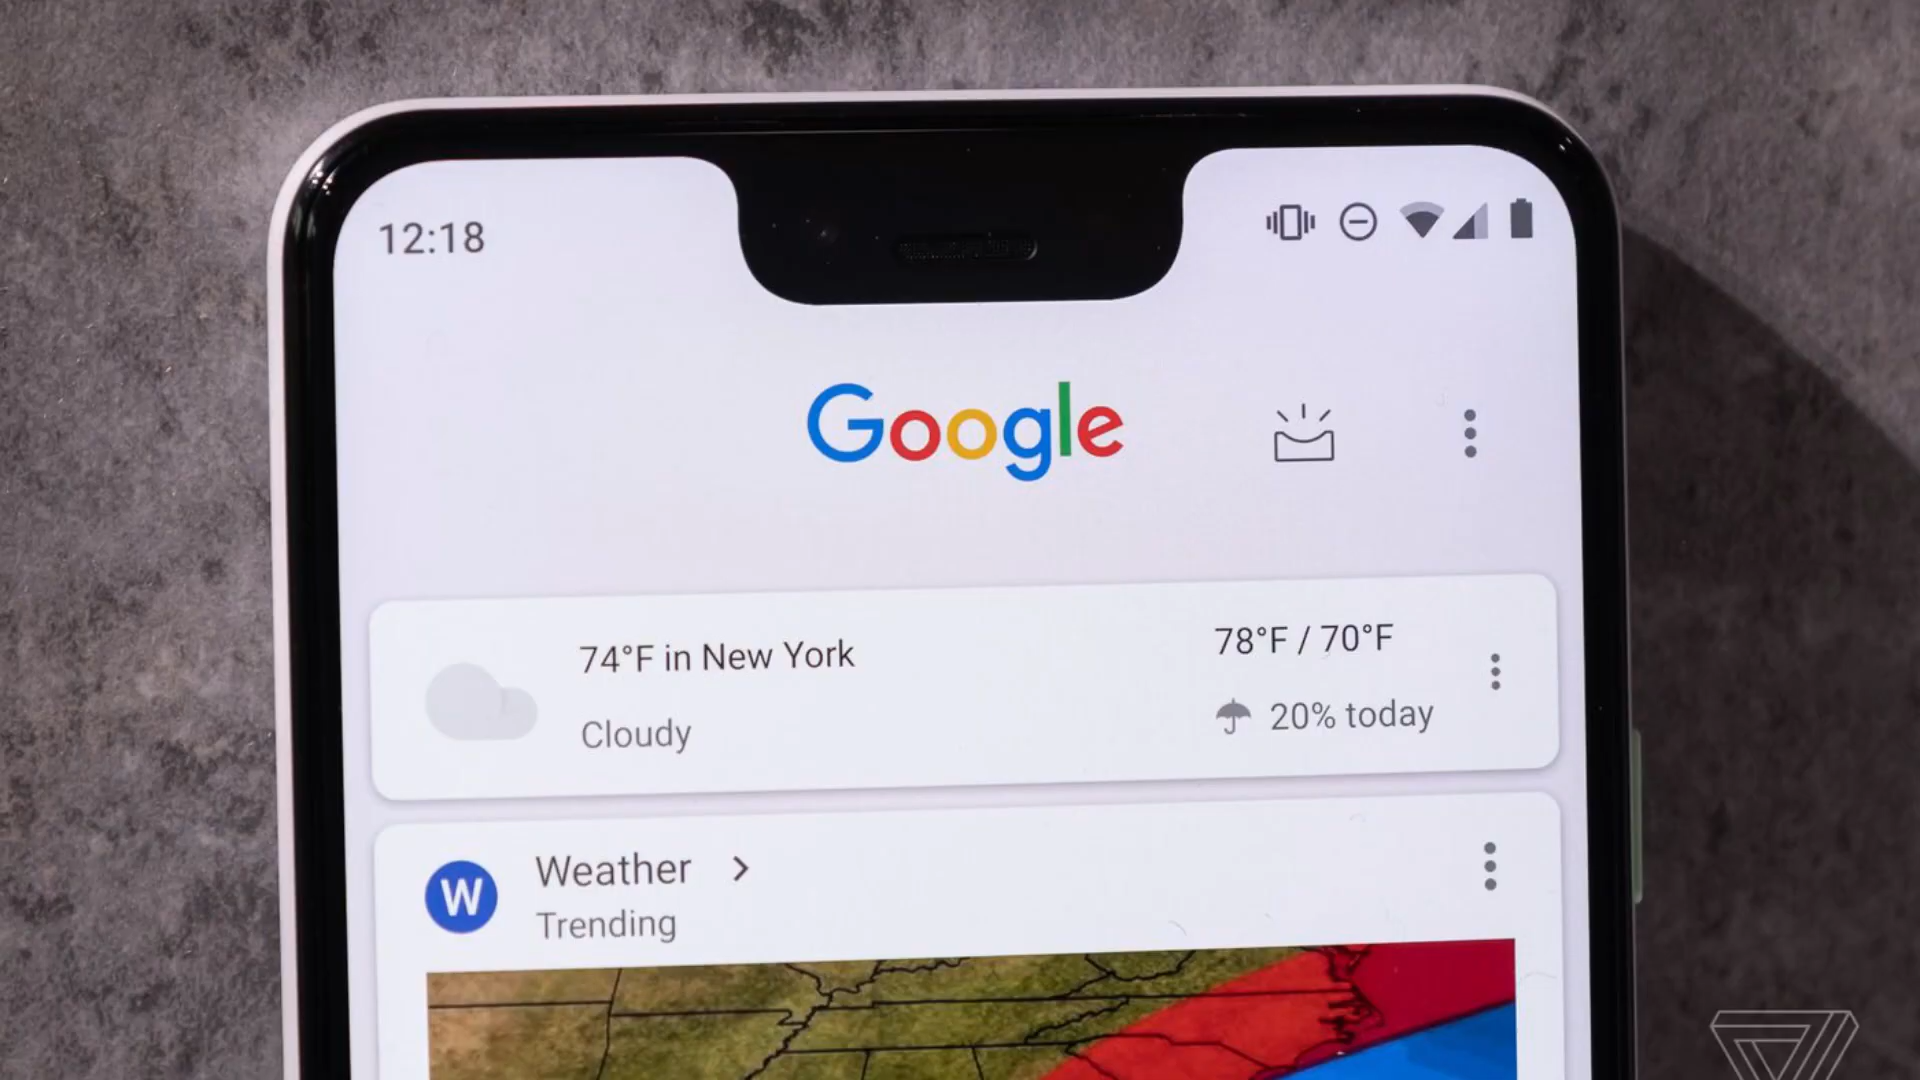 12:18
Google
74°F in New York
78°F / 70°F
Cloudy
20% today
W
Weather
Trending